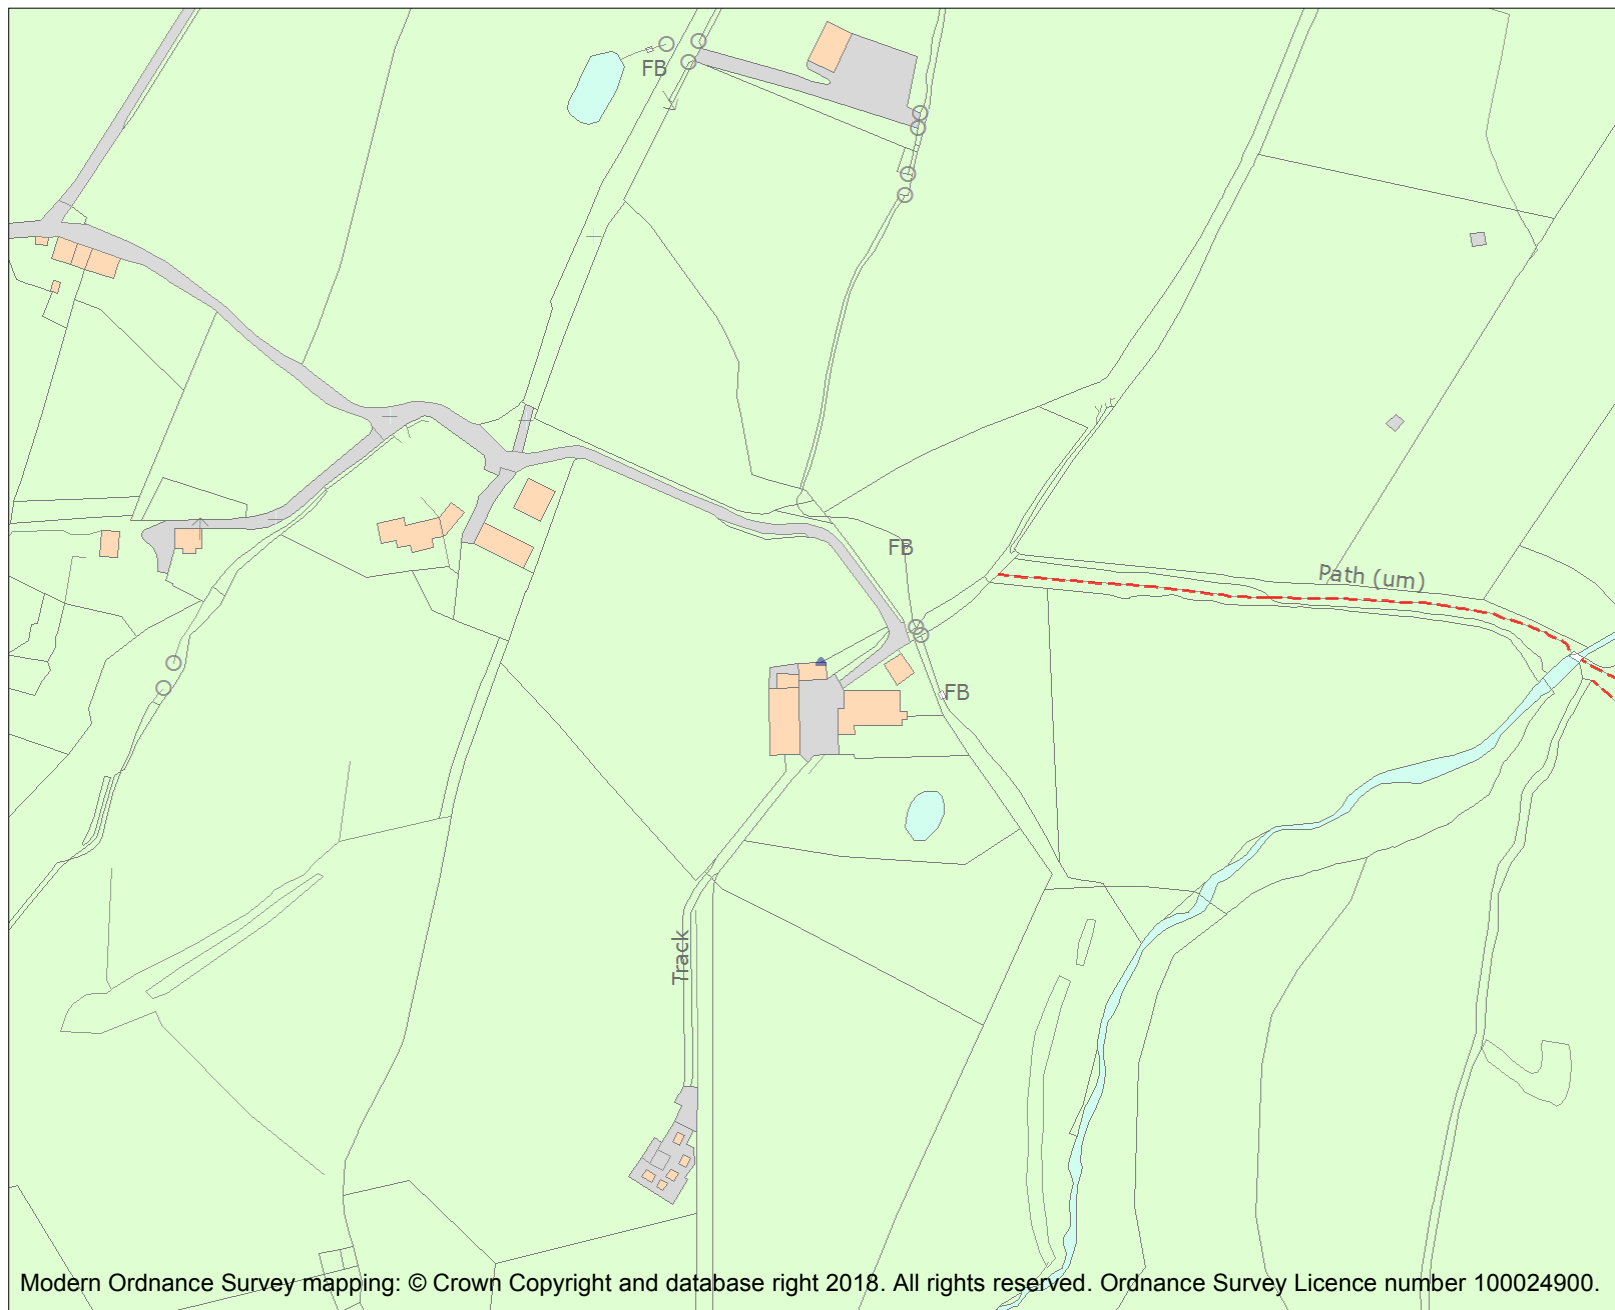 FB
FB
Path (um)
FB
Track
Modern Ordnance Survey mapping: © Crown Copyright and database right 2018. All rights reserved. Ordnance Survey Licence number 100024900.